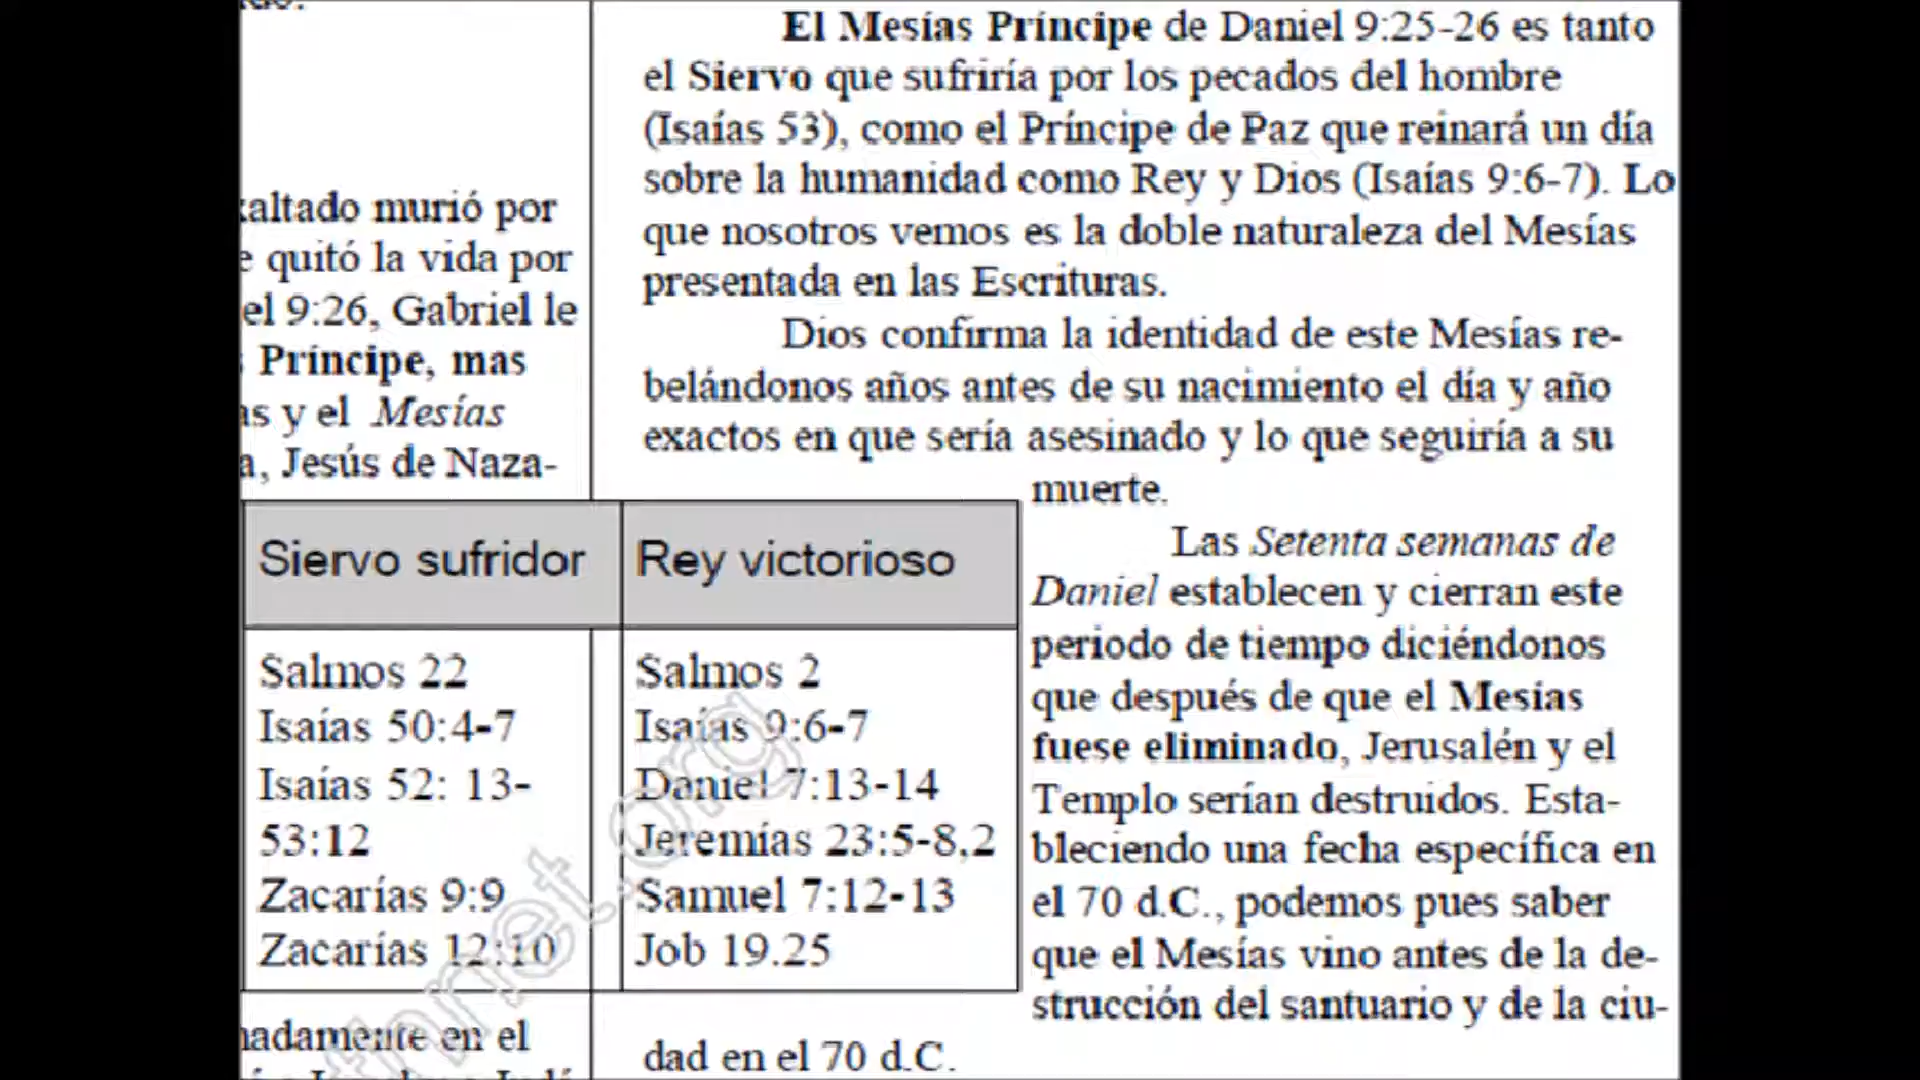 altado murió por
quitó la vida por
el 9:26, Gabriel le
Príncipe, mas
as y el Mesías
a, Jesús de Naza-
Siervo sufridor
Salmos 22
Isaías 50:4-7
Isaías 52: 13-
53:12
Zacarías 9:9
Zacarías 12:10
Rey victorioso
Salmos 2
Isaías 9:6-7
Daniel 7:13-14
Jeremías 23:5-8,2
Samuel 7:12-13
Job 19.25
adamente en el
El Mesías Príncipe de Daniel 9:25-26 es tanto
el Siervo que sufriría por los pecados del hombre
(Isaías 53), como el Príncipe de Paz que reinará un día
sobre la humanidad como Rey y Dios (Isaías 9:6-7). Lo
que nosotros vemos es la doble naturaleza del Mesías
presentada en las Escrituras.
Dios confirma la identidad de este Mesías re-
belándonos años antes de su nacimiento el día y año
exactos en que sería asesinado y lo que seguiría a su
muerte.
Las Setenta semanas de
Daniel establecen y cierran este
periodo de tiempo diciéndonos
que después de que el Mesias
fuese eliminado, Jerusalén y el
Templo serían destruidos. Esta-
bleciendo una fecha específica en
el 70 d.C., podemos pues saber
que el Mesías vino antes de la de-
strucción del santuario y de la ciu-
dad en el 70 d.C.
thnet.org